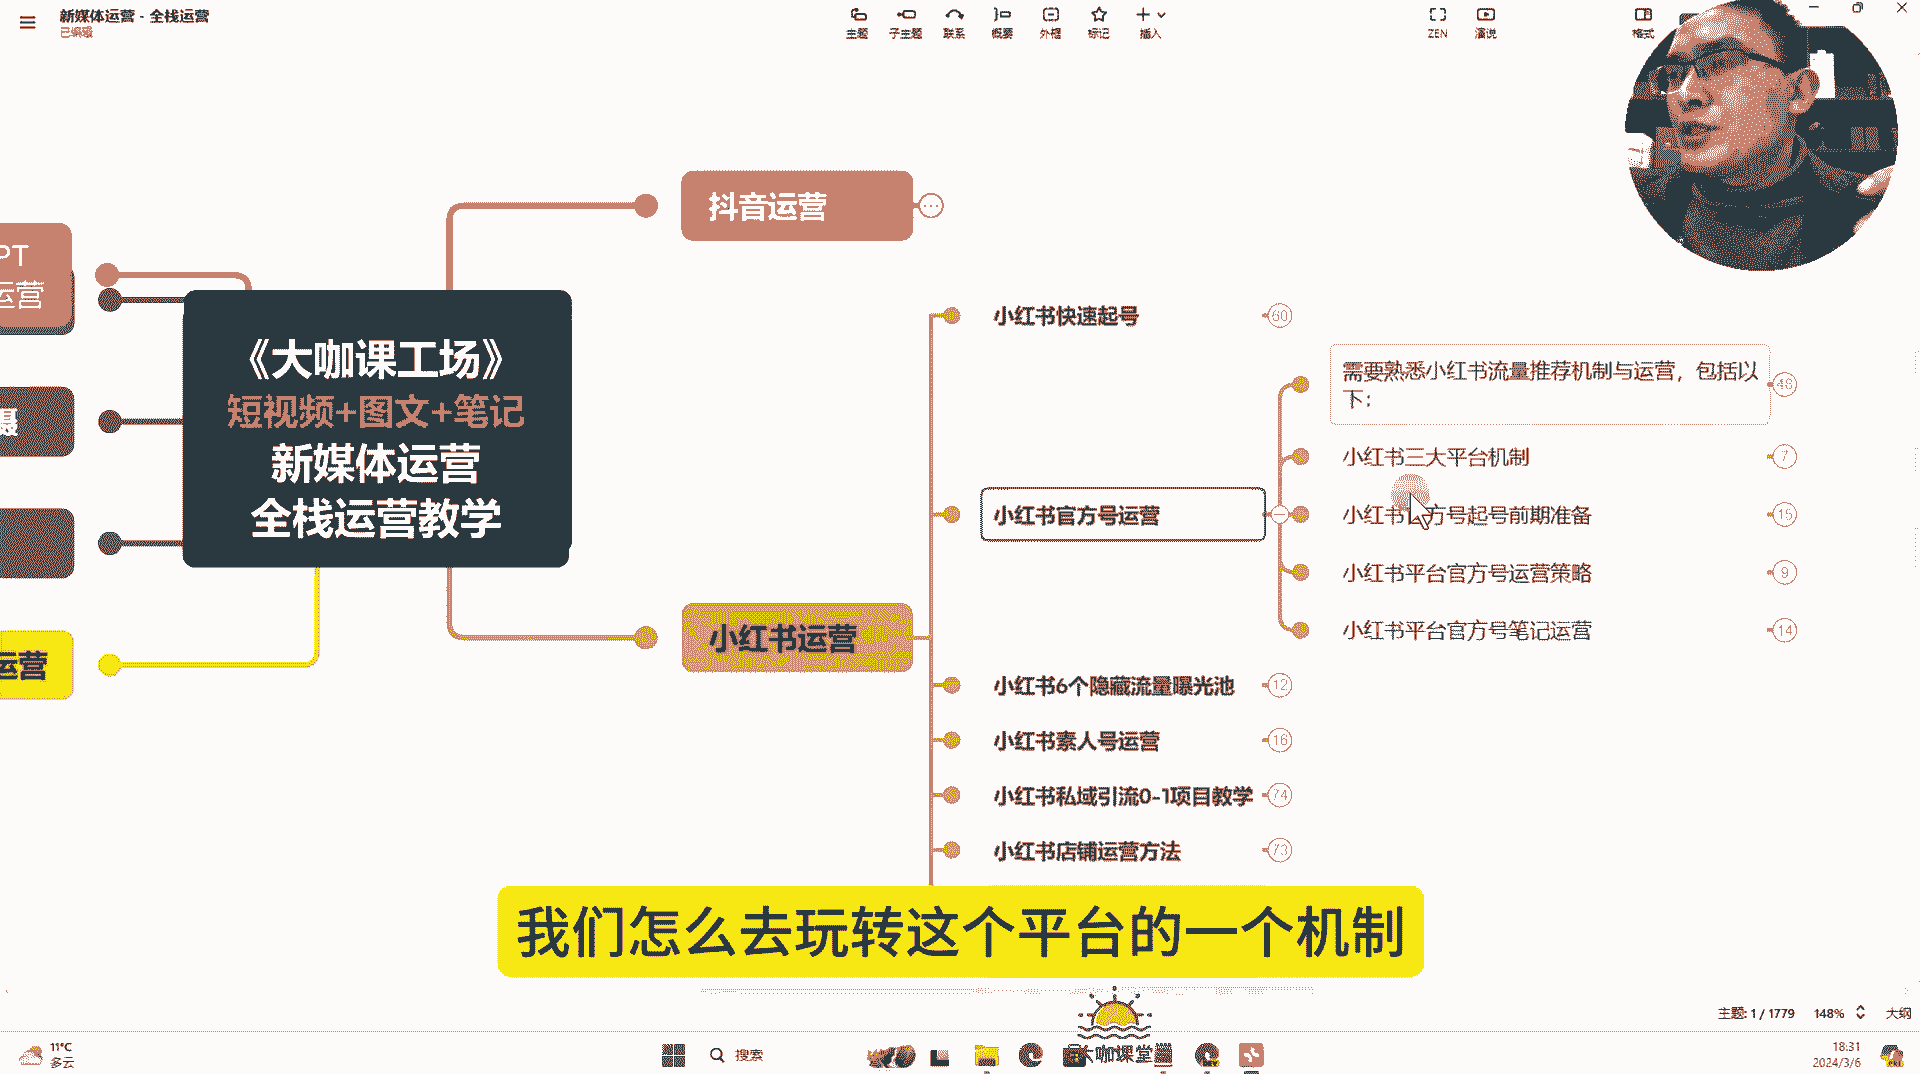 新媒体运营 - 全栈运营
已编辑
主题
子主题
联系
概要
外框
标记
插入
ZEN
演说
格式
抖音运营
PT
运营
《大咖课工场》
短视频+图文+笔记
新媒体运营
全栈运营教学
摄
运营
小红书运营
小红书快速起号
60
小红书官方号运营
需要熟悉小红书流量推荐机制与运营，包括以
下：
小红书三大平台机制
7
小红书官方号起号前期准备
15
小红书平台官方号运营策略
9
小红书平台官方号笔记运营
14
小红书6个隐藏流量曝光池
12
小红书素人号运营
16
小红书私域引流0-1项目教学
74
小红书店铺运营方法
73
我们怎么去玩转这个平台的一个机制
主题: 1 / 1779
148%
大纲
11°C
多云
搜索
大咖课堂
18:31
2024/3/6